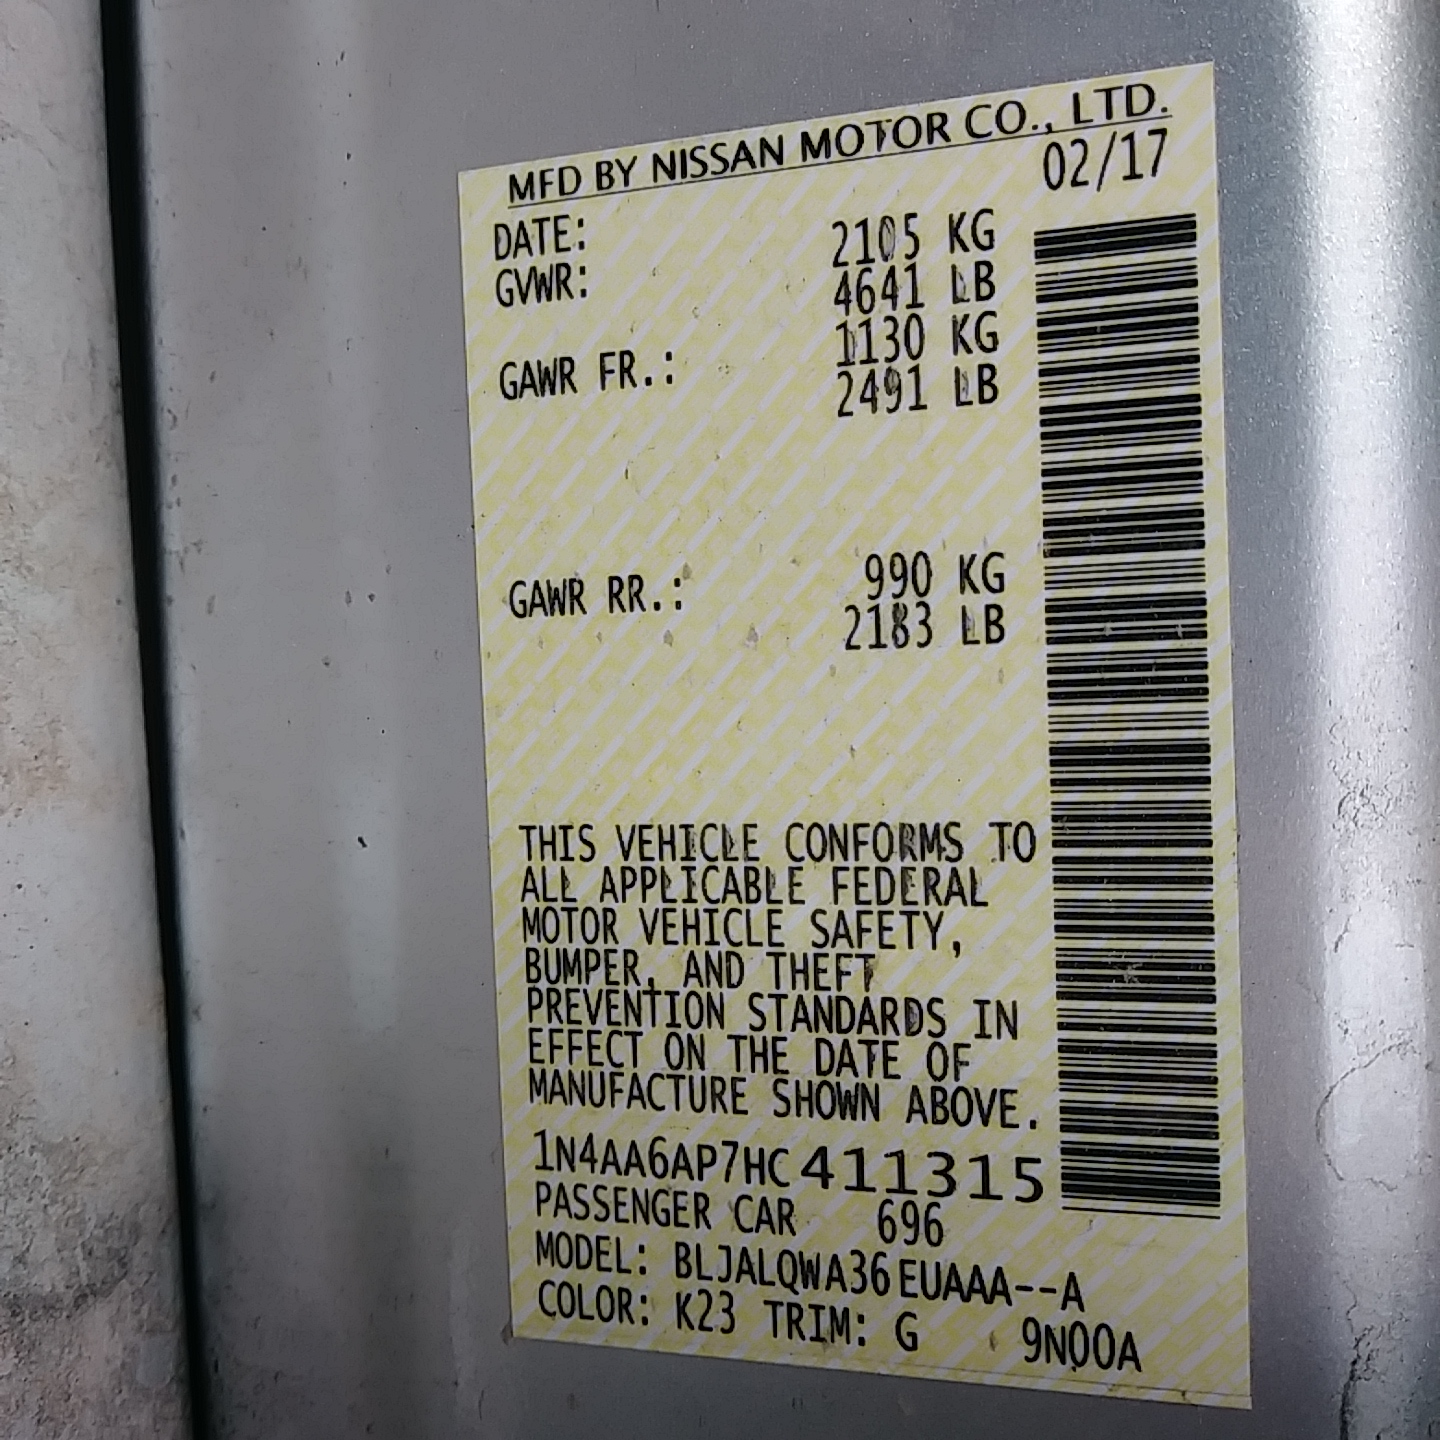 MFD BY NISSAN MOTOR CO., LTD.
DATE: 02/17
GVWR: 2105 KG
4641 LB
GAWR FR.: 1130 KG
2491 LB
GAWR RR.: 990 KG
2183 LB
THIS VEHICLE CONFORMS TO
ALL APPLICABLE FEDERAL
MOTOR VEHICLE SAFETY,
BUMPER, AND THEFT
PREVENTION STANDARDS IN
EFFECT ON THE DATE OF
MANUFACTURE SHOWN ABOVE.
1N4AA6AP7HC411315
PASSENGER CAR 696
MODEL: BLJALQWA36EUAAA--A
COLOR: K23 TRIM: G 9N00A